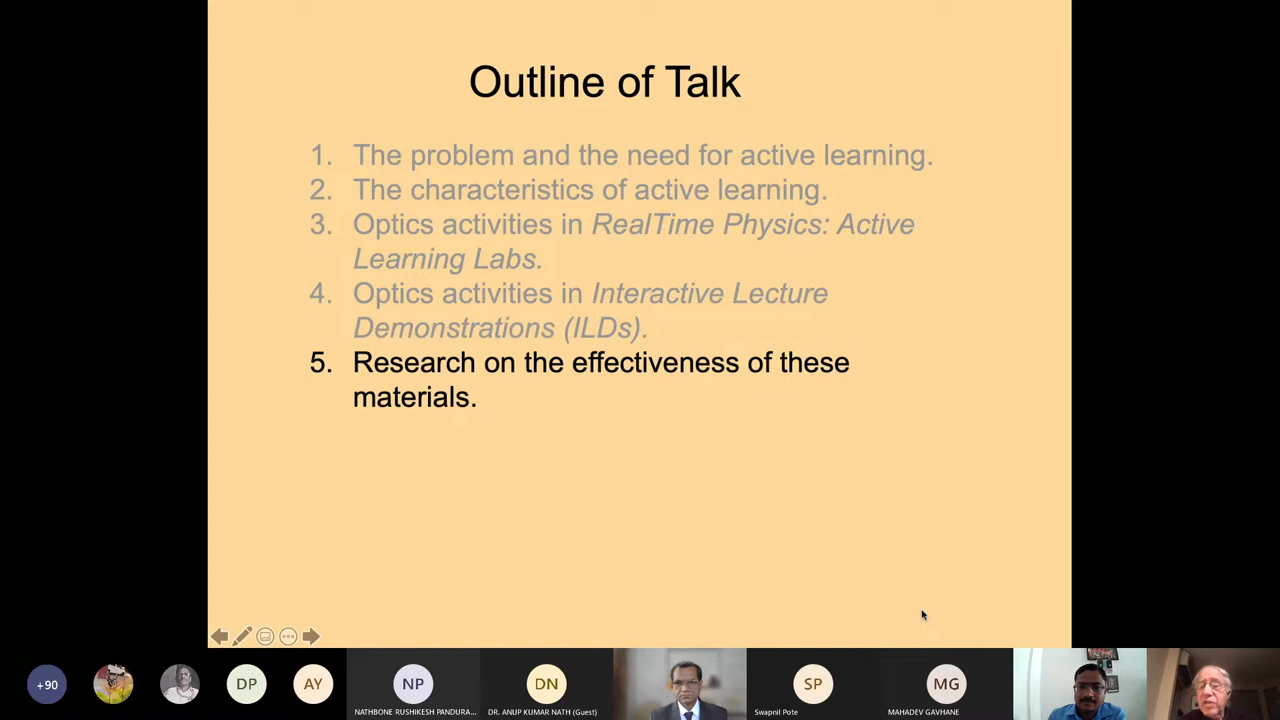 Outline of Talk
1. The problem and the need for active learning.
2. The characteristics of active learning.
3. Optics activities in RealTime Physics: Active
Learning Labs.
4. Optics activities in Interactive Lecture
Demonstrations (ILDs).
5. Research on the effectiveness of these
materials.
+90
DP
AY
NP
DN
SP
MG
NATHBONE RUSHIKESH PANDURA...
DR. ANUP KUMAR NATH (Guest)
Swapnil Pote
MAHADEV GAVHANE